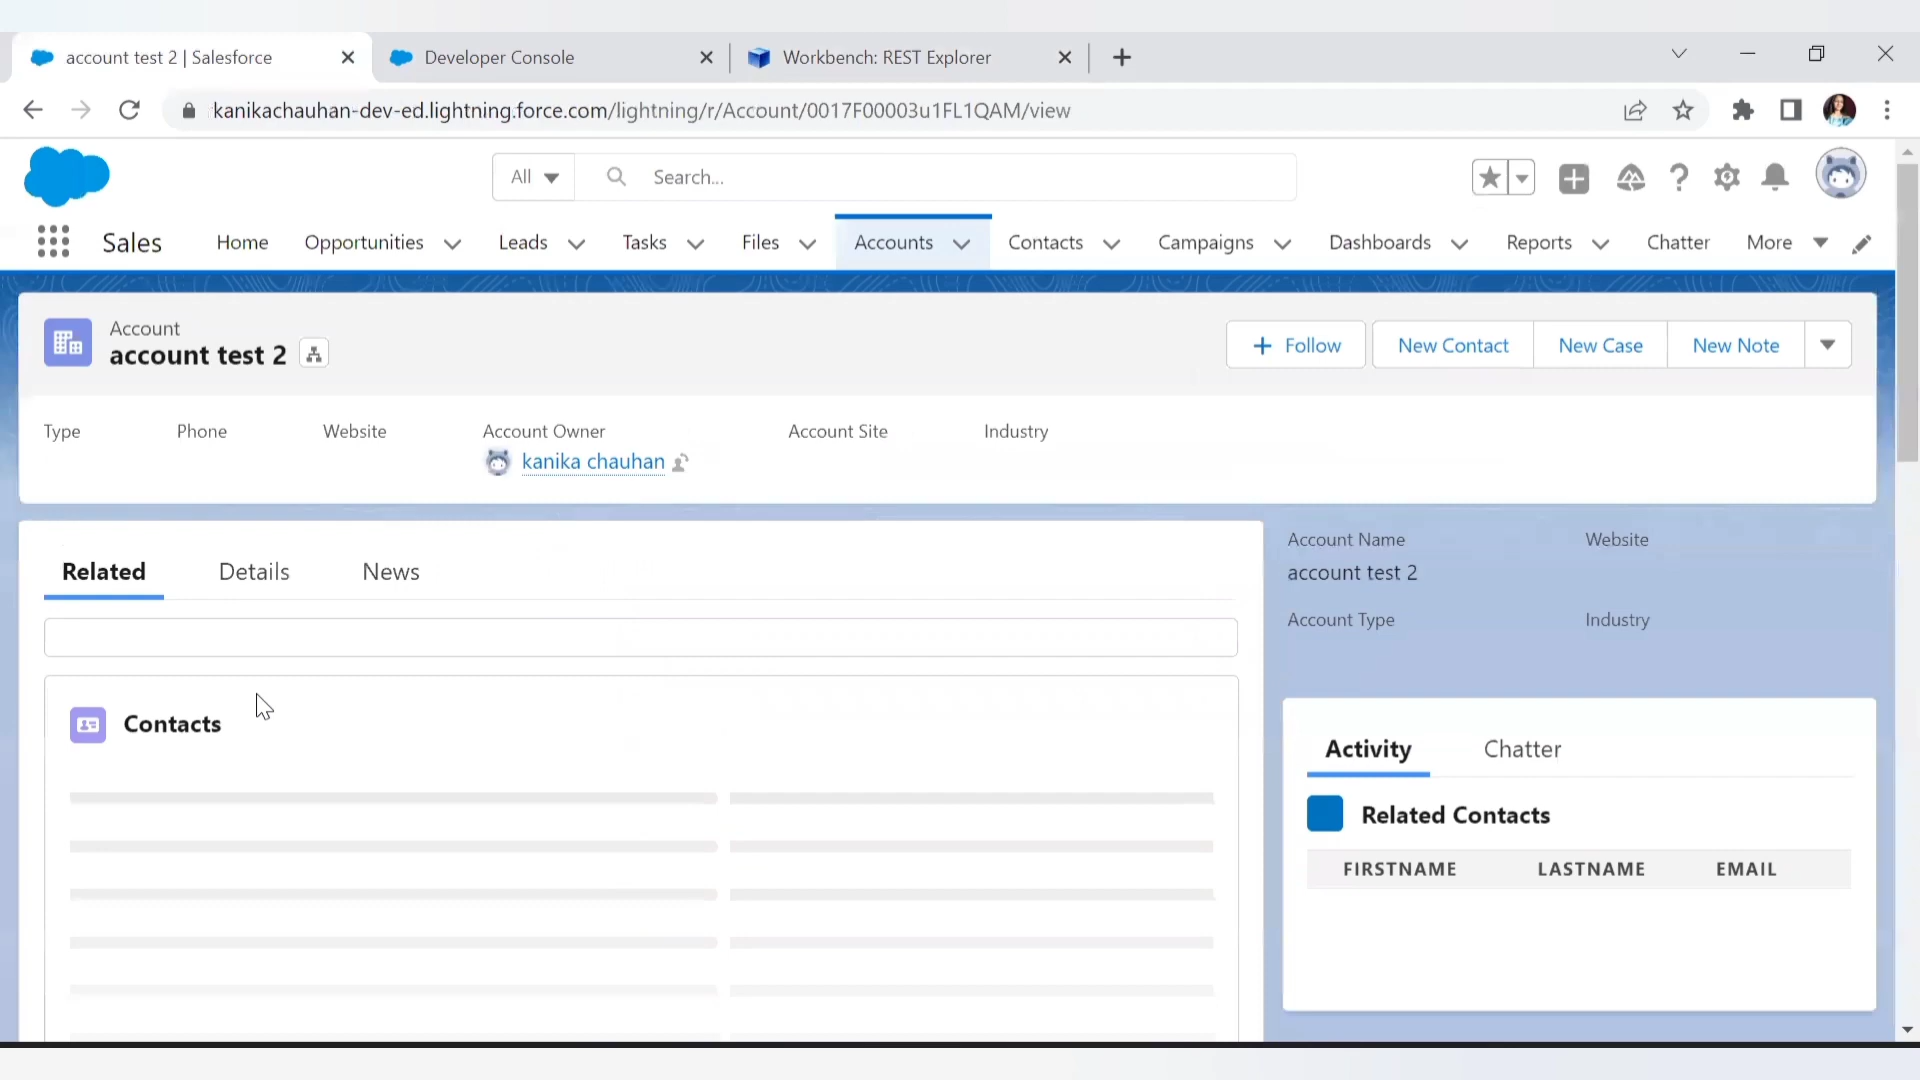 account test 2 | Salesforce
Developer Console
Workbench: REST Explorer
kanikachauhan-dev-ed.lightning.force.com/lightning/r/Account/0017F00003u1FL1QAM/view
All
Search...
Sales
Home
Opportunities
Leads
Tasks
Files
Accounts
Contacts
Campaigns
Dashboards
Reports
Chatter
More
Account
account test 2
Follow
New Contact
New Case
New Note
Type
Phone
Website
Account Owner
Account Site
Industry
kanika chauhan
Related
Details
News
Contacts
Account Name
Website
account test 2
Account Type
Industry
Activity
Chatter
Related Contacts
FIRSTNAME
LASTNAME
EMAIL